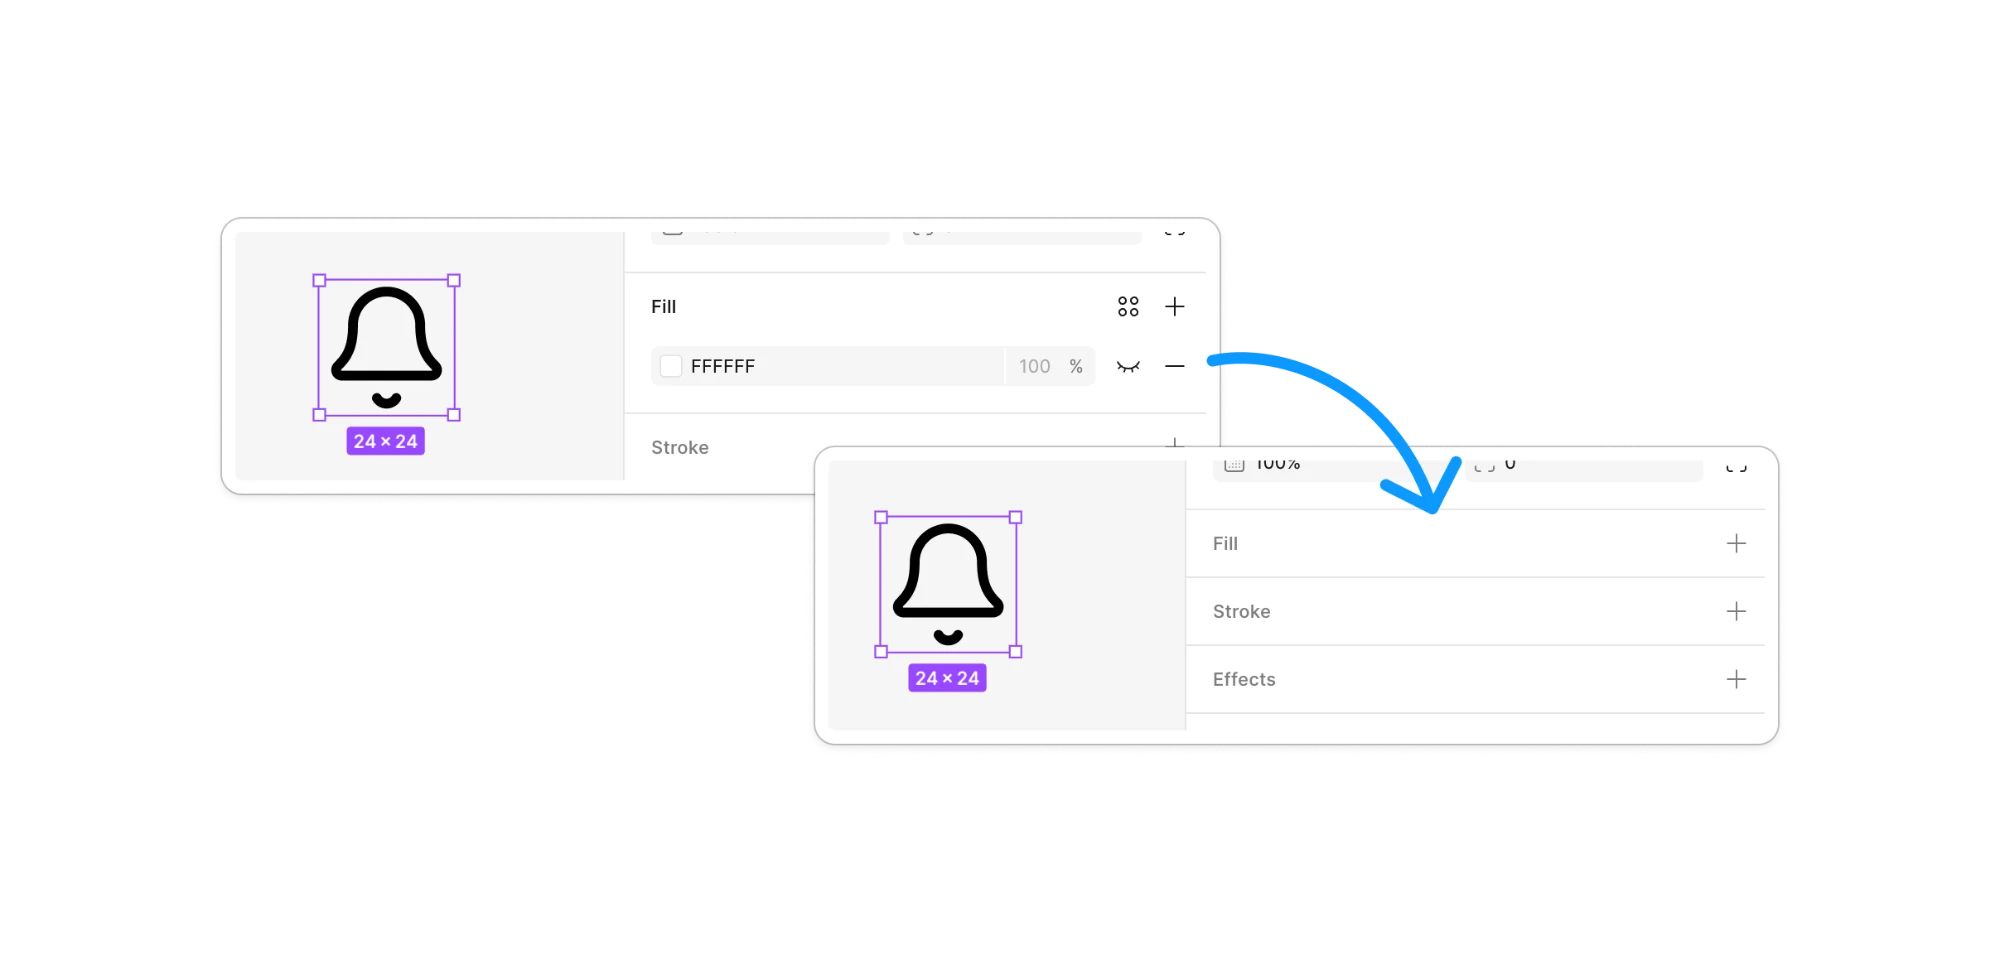 Fill
FFFFFF 100 %
Stroke
24 × 24
100% 0
Fill
Stroke
Effects
24 × 24